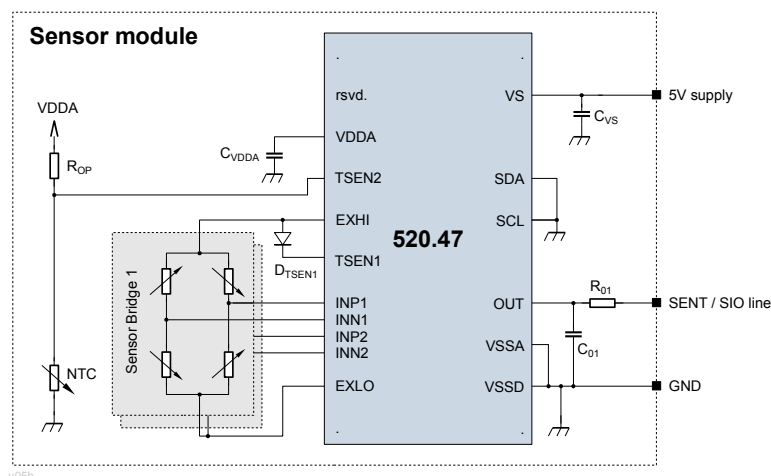 Sensor module
VDDA
R_OP
C_VDDA
NTC
Sensor Bridge 1
D_TSEN1
.
.
rsvd.
VS
VDDA
TSEN2
SDA
EXHI
SCL
520.47
TSEN1
INP1
OUT
INN1
INP2
VSSA
INN2
EXLO
VSSD
.
.
5V supply
C_VS
R_01
SENT / SIO line
C_01
GND